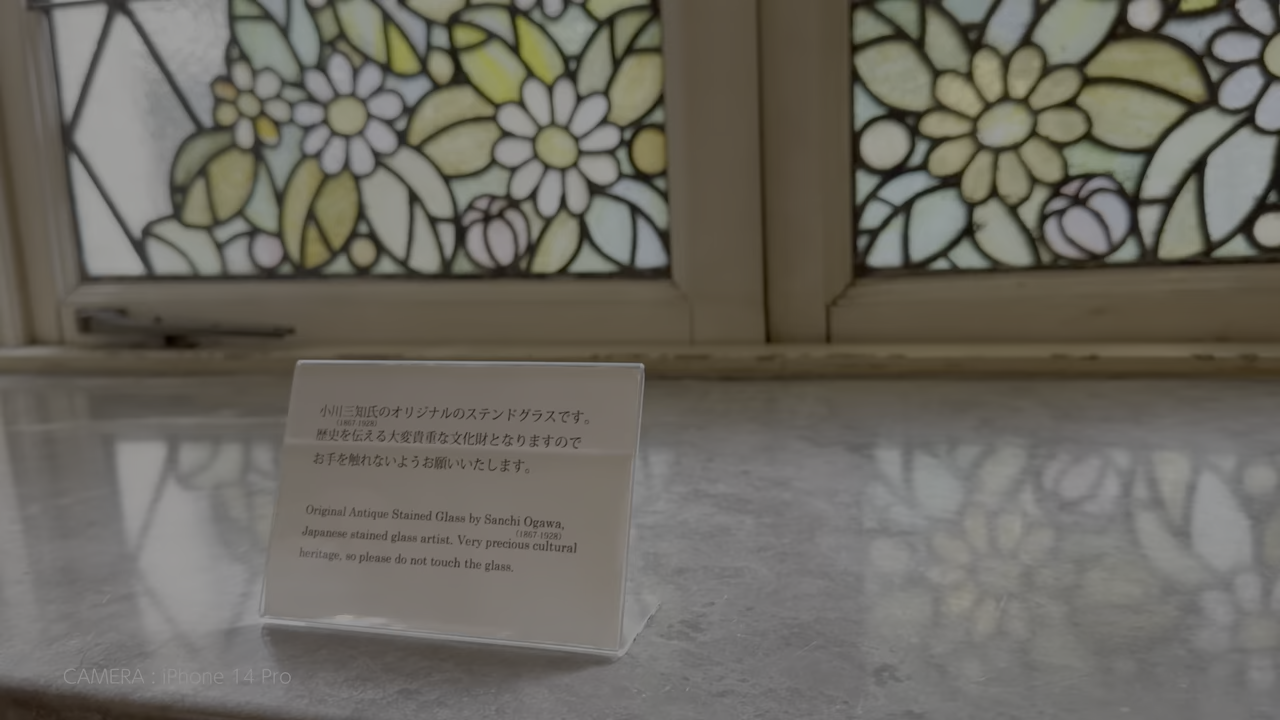 小川三知氏のオリジナルのステンドグラスです。
(1867-1928)
歴史を伝える大変貴重な文化財となりますので
お手を触れないようお願いいたします。
Original Antique Stained Glass by Sanchi Ogawa,
(1867-1928)
Japanese stained glass artist. Very precious cultural
heritage, so please do not touch the glass.
CAMERA : iPhone 14 Pro